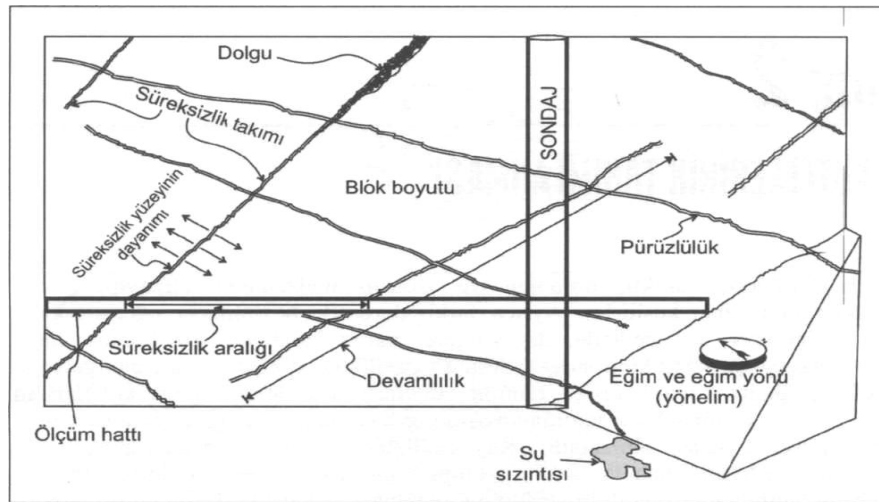 Dolgu
Süreksizlik takımı
SONDAJ
Blok boyutu
Süreksizlik yüzeyinin
dayanımı
Pürüzlülük
Süreksizlik aralığı
Devamlılık
Eğim ve eğim yönü
(yönelim)
Ölçüm hattı
Su
sızıntısı